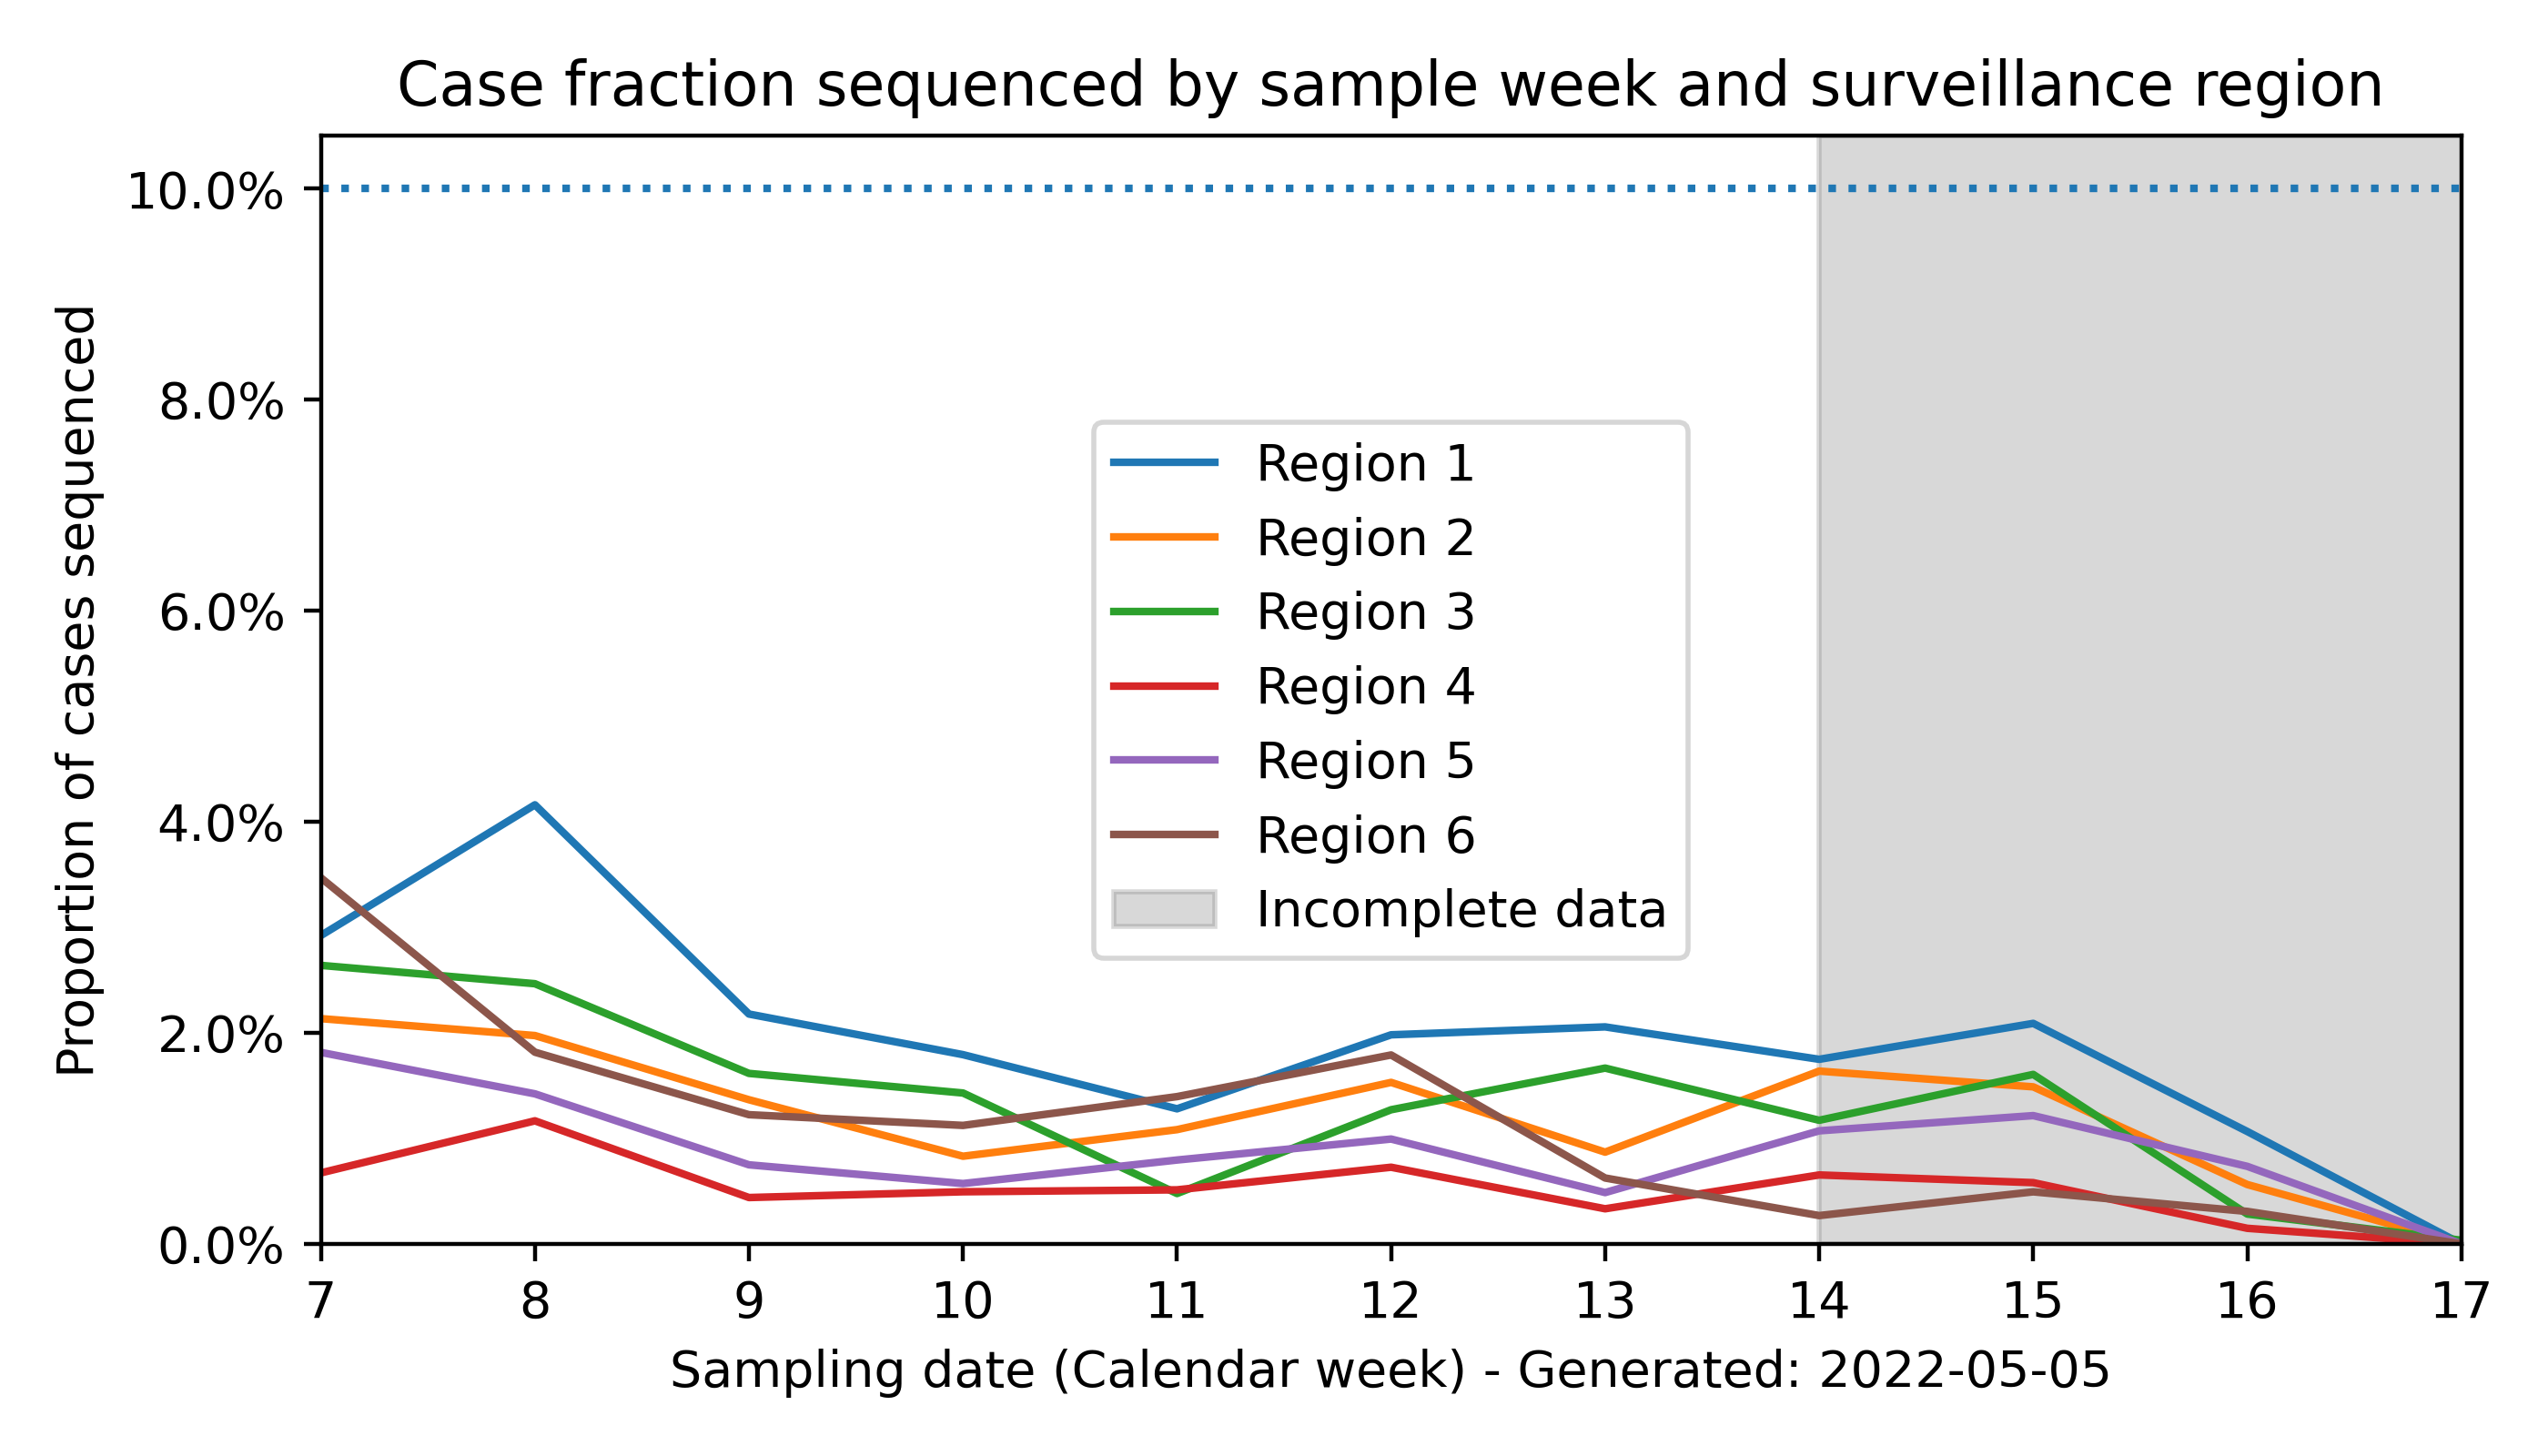 Case fraction sequenced by sample week and surveillance region
Proportion of cases sequenced
10.0%
8.0%
6.0%
4.0%
2.0%
0.0%
Region 1
Region 2
Region 3
Region 4
Region 5
Region 6
Incomplete data
7 8 9 10 11 12 13 14 15 16 17
Sampling date (Calendar week) - Generated: 2022-05-05